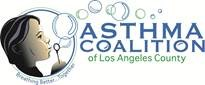 ASTHMA
COALITION
of Los Angeles County
Breathing Better...Together